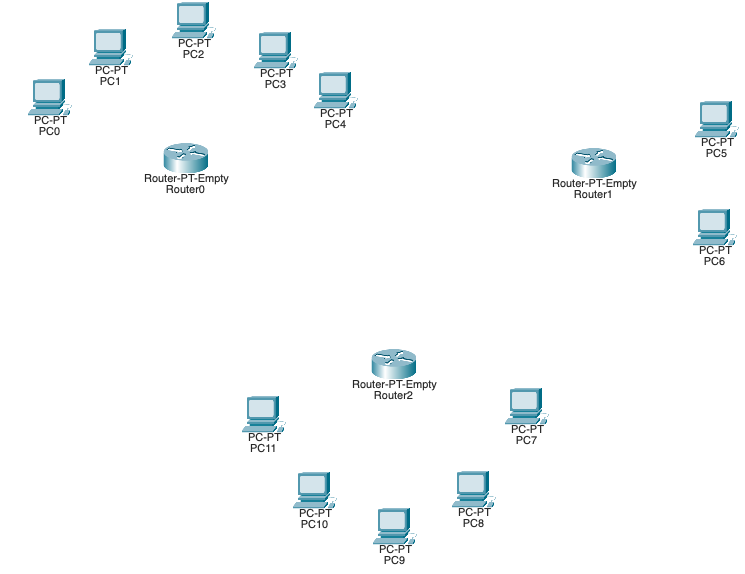 PC-PT
PC2
PC-PT
PC1
PC-PT
PC3
PC-PT
PC4
PC-PT
PC0
PC-PT
PC5
Router-PT-Empty
Router0
Router-PT-Empty
Router1
PC-PT
PC6
Router-PT-Empty
Router2
PC-PT
PC7
PC-PT
PC11
PC-PT
PC10
PC-PT
PC8
PC-PT
PC9